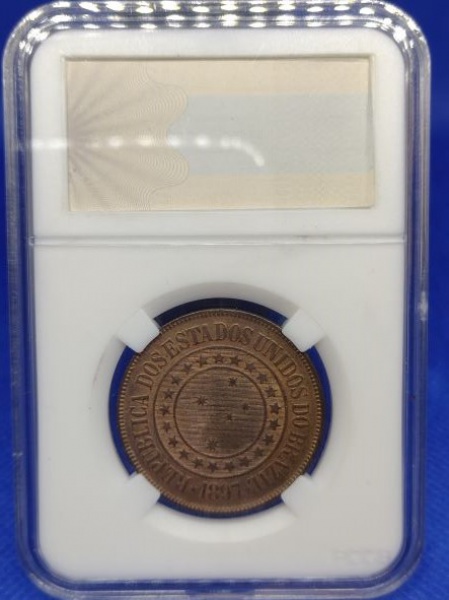 REPUBLICA DOS ESTADOS UNIDOS DO BRAZIL
·1897·